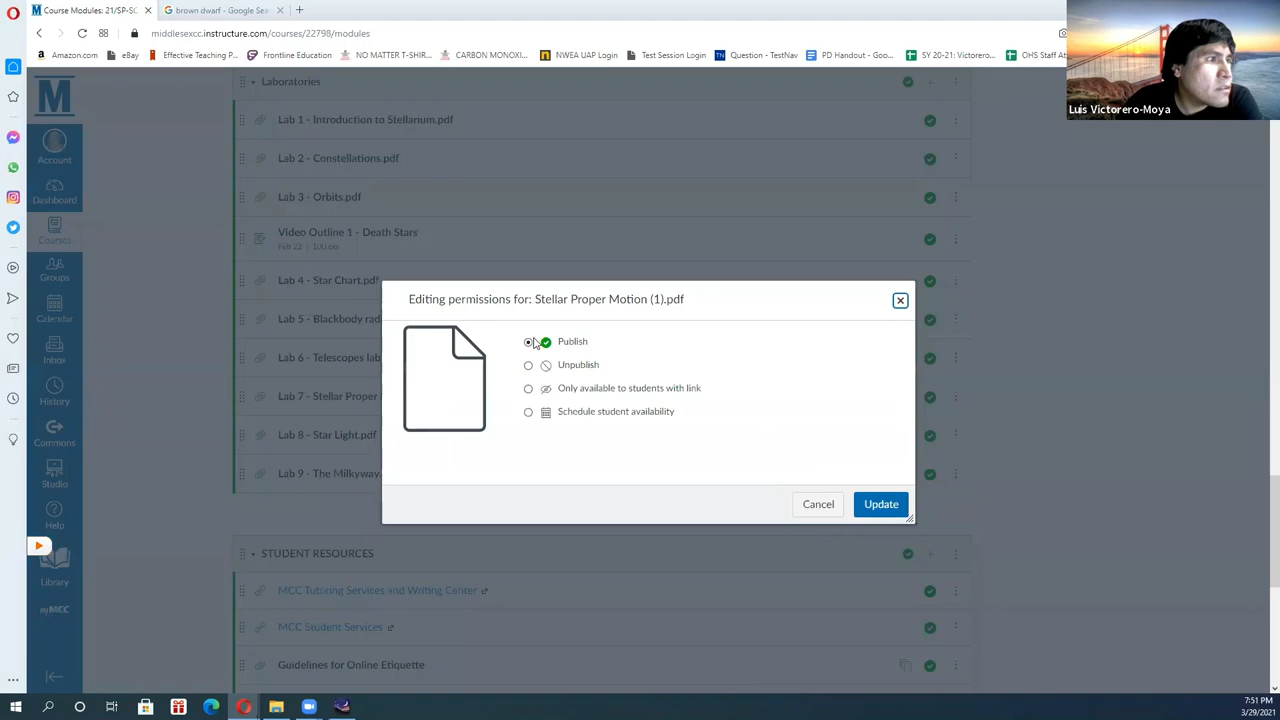 Course Modules: 21/SP-SC
brown dwarf - Google Sea
middlesexcc.instructure.com/courses/22798/modules
Amazon.com
eBay
Effective Teaching P...
Frontline Education
NO MATTER T-SHIR...
CARBON MONOXI...
NWEA UAP Login
Test Session Login
Question - TestNav
PD Handout - Goo...
SY 20-21: Victorero...
OHS Staff At
Luis Victorero-Moya
M
Account
Dashboard
Courses
Groups
Calendar
Inbox
History
Commons
Studio
Help
Library
myMCC
Laboratories
Lab 1 - Introduction to Stellarium.pdf
Lab 2 - Constellations.pdf
Lab 3 - Orbits.pdf
Video Outline 1 - Death Stars
Feb 22 | 100 pts
Lab 4 - Star Chart.pdf
Lab 5 - Blackbody rad
Lab 6 - Telescopes lab
Lab 7 - Stellar Proper
Lab 8 - Star Light.pdf
Lab 9 - The Milkyway
Editing permissions for: Stellar Proper Motion (1).pdf
Publish
Unpublish
Only available to students with link
Schedule student availability
Cancel
Update
STUDENT RESOURCES
MCC Tutoring Services and Writing Center
MCC Student Services
Guidelines for Online Etiquette
7:51 PM
3/29/2021